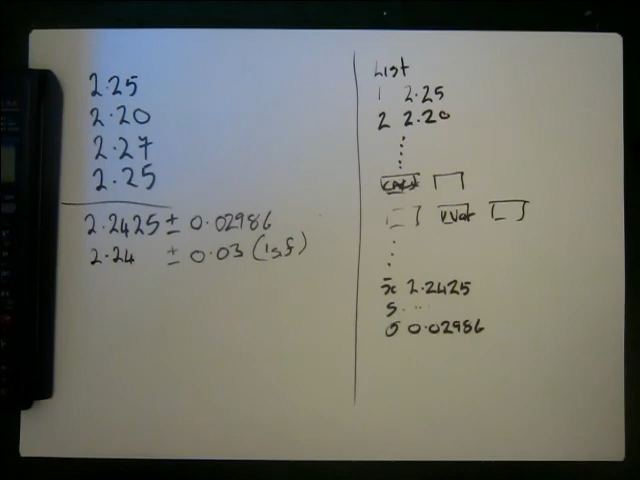 2.25
2.20
2.27
2.25
2.2425 ± 0.02986
2.24 ± 0.03 (1sf)
List
1 2.25
2 2.20
⋮
CALC
1Var
⋮
x̄ 2.2425
s ...
σ 0.02986